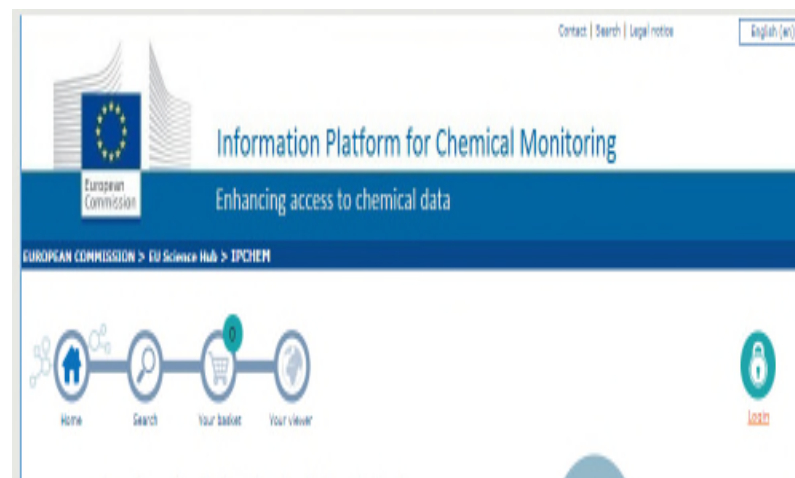 Contact | Search | Legal notice
English (en)
Information Platform for Chemical Monitoring
European
Commission
Enhancing access to chemical data
EUROPEAN COMMISSION > EU Science Hub > IPCHEM
0
Home
Search
Your basket
Your viewer
Login